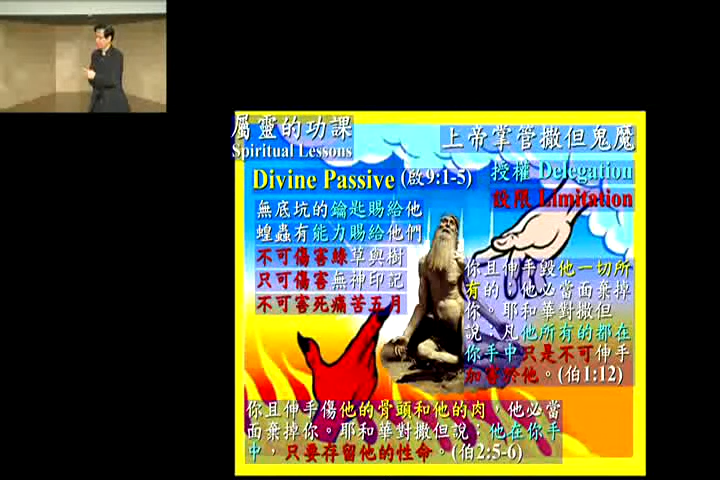 屬靈的功課
Spiritual Lessons
上帝掌管撒但鬼魔
授權 Delegation
設限 Limitation
Divine Passive (啟9:1-5)
無底坑的鑰匙賜給他
蝗蟲有能力賜給他們
不可傷害綠草與樹
只可傷害無神印記
不可害死痛苦五月
你且伸手毀他一切所
有的，他必當面棄掉
你。耶和華對撒但
說：凡他所有的都在
你手中只是不可伸手
加害於他。(伯1:12)
你且伸手傷他的骨頭和他的肉，他必當
面棄掉你。耶和華對撒但說：他在你手
中，只要存留他的性命。(伯2:5-6)